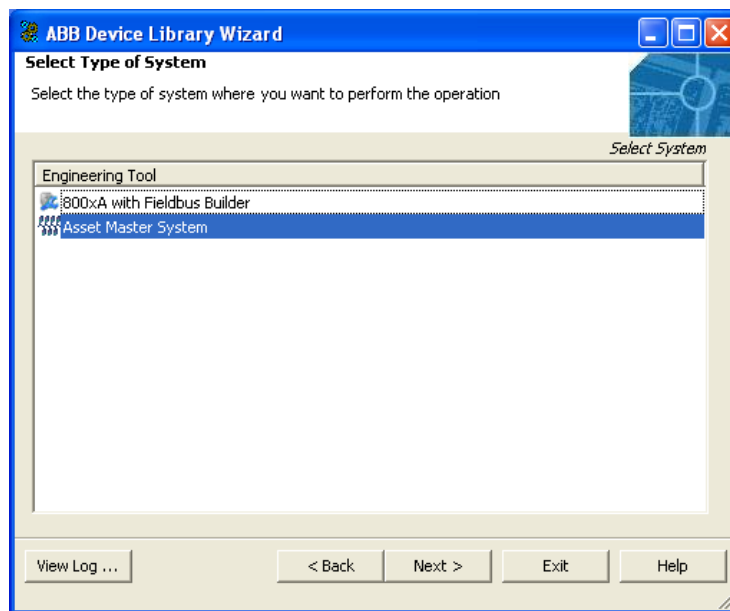 ABB Device Library Wizard
Select Type of System
Select the type of system where you want to perform the operation
Select System
Engineering Tool
800xA with Fieldbus Builder
Asset Master System
View Log ... < Back Next > Exit Help